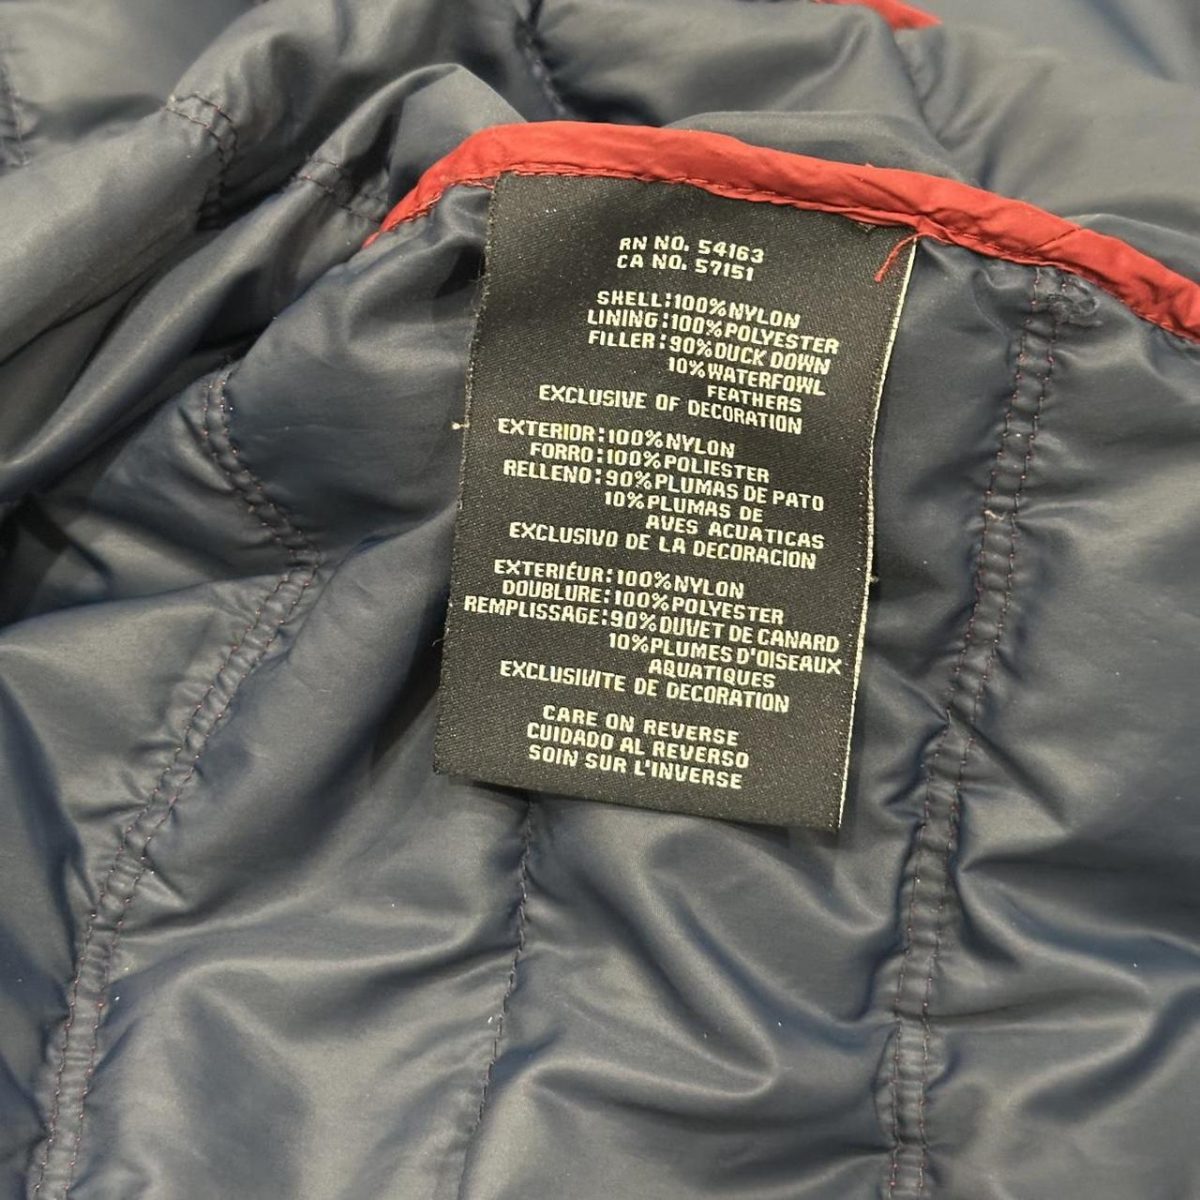 RN NO. 54163
CA NO. 57151
SHELL:100%NYLON
LINING:100%POLYESTER
FILLER:90%DUCK DOWN
10%WATERFOWL
FEATHERS
EXCLUSIVE OF DECORATION
EXTERIOR:100%NYLON
FORRO:100%POLIESTER
RELLENO:90%PLUMAS DE PATO
10%PLUMAS DE
AVES ACUATICAS
EXCLUSIVO DE LA DECORACION
EXTERIÉUR:100%NYLON
DOUBLURE:100%POLYESTER
REMPLISSAGE:90%DUVET DE CANARD
10%PLUMES D'OISEAUX
AQUATIQUES
EXCLUSIVITE DE DECORATION
CARE ON REVERSE
CUIDADO AL REVERSO
SOIN SUR L'INVERSE